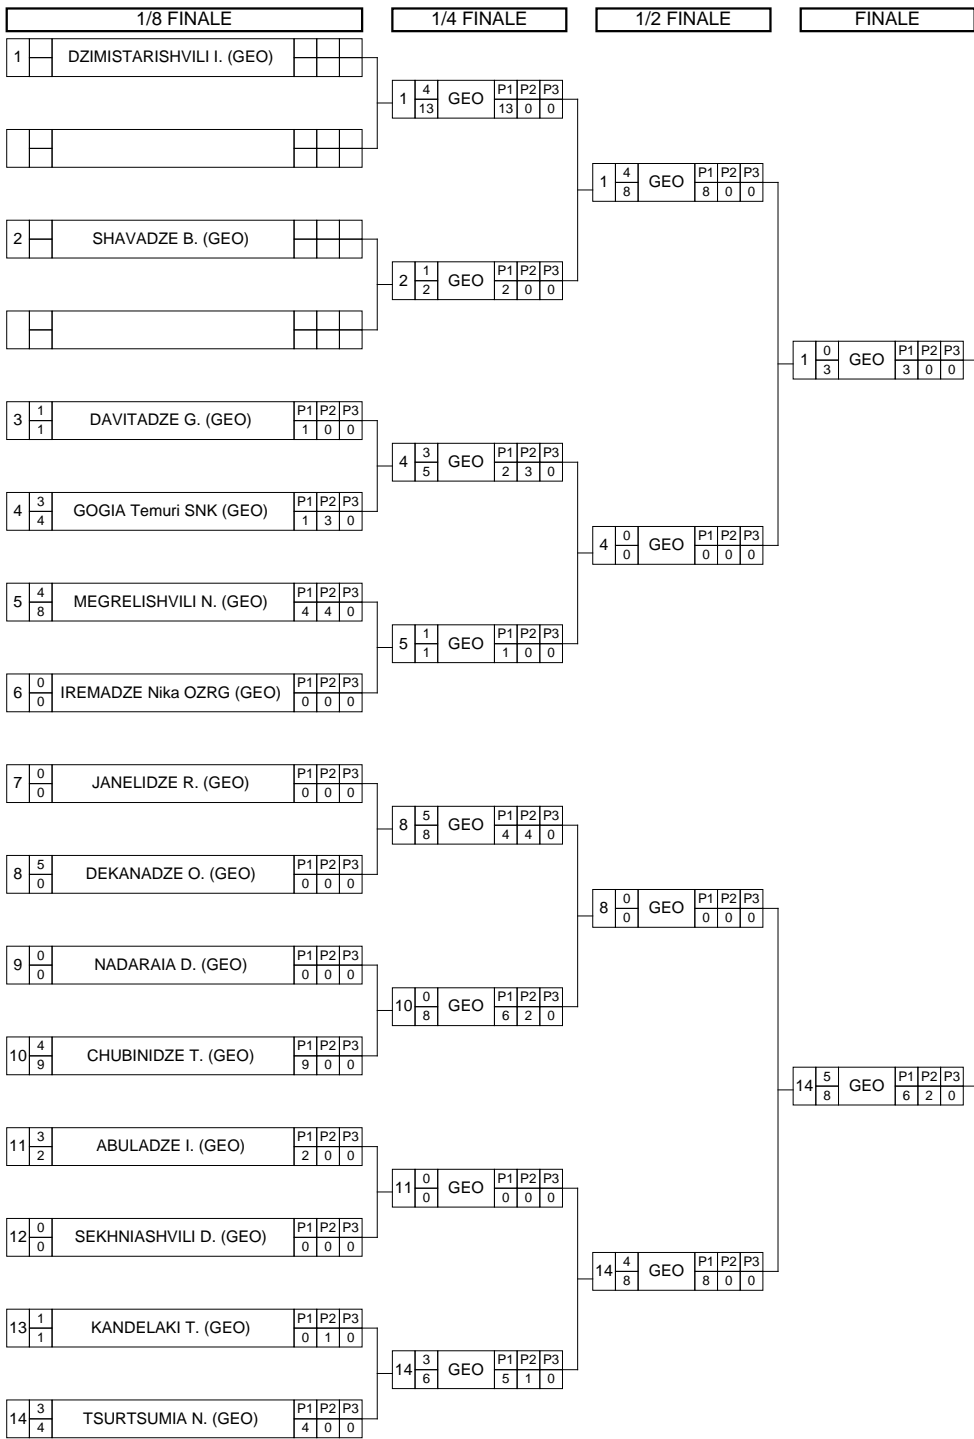 1/8 FINALE
1/4 FINALE
1/2 FINALE
FINALE
1 DZIMISTARISHVILI I. (GEO)
1 4 13 GEO P1 P2 P3 13 0 0
1 4 8 GEO P1 P2 P3 8 0 0
2 SHAVADZE B. (GEO)
2 1 2 GEO P1 P2 P3 2 0 0
1 0 3 GEO P1 P2 P3 3 0 0
3 1 1 DAVITADZE G. (GEO) P1 P2 P3 1 0 0
4 3 5 GEO P1 P2 P3 2 3 0
4 3 4 GOGIA Temuri SNK (GEO) P1 P2 P3 1 3 0
4 0 0 GEO P1 P2 P3 0 0 0
5 4 8 MEGRELISHVILI N. (GEO) P1 P2 P3 4 4 0
5 1 1 GEO P1 P2 P3 1 0 0
6 0 0 IREMADZE Nika OZRG (GEO) P1 P2 P3 0 0 0
7 0 0 JANELIDZE R. (GEO) P1 P2 P3 0 0 0
8 5 8 GEO P1 P2 P3 4 4 0
8 5 0 DEKANADZE O. (GEO) P1 P2 P3 0 0 0
8 0 0 GEO P1 P2 P3 0 0 0
9 0 0 NADARAIA D. (GEO) P1 P2 P3 0 0 0
10 0 8 GEO P1 P2 P3 6 2 0
10 4 9 CHUBINIDZE T. (GEO) P1 P2 P3 9 0 0
14 5 8 GEO P1 P2 P3 6 2 0
11 3 2 ABULADZE I. (GEO) P1 P2 P3 2 0 0
11 0 0 GEO P1 P2 P3 0 0 0
12 0 0 SEKHNIASHVILI D. (GEO) P1 P2 P3 0 0 0
14 4 8 GEO P1 P2 P3 8 0 0
13 1 1 KANDELAKI T. (GEO) P1 P2 P3 0 1 0
14 3 6 GEO P1 P2 P3 5 1 0
14 3 4 TSURTSUMIA N. (GEO) P1 P2 P3 4 0 0